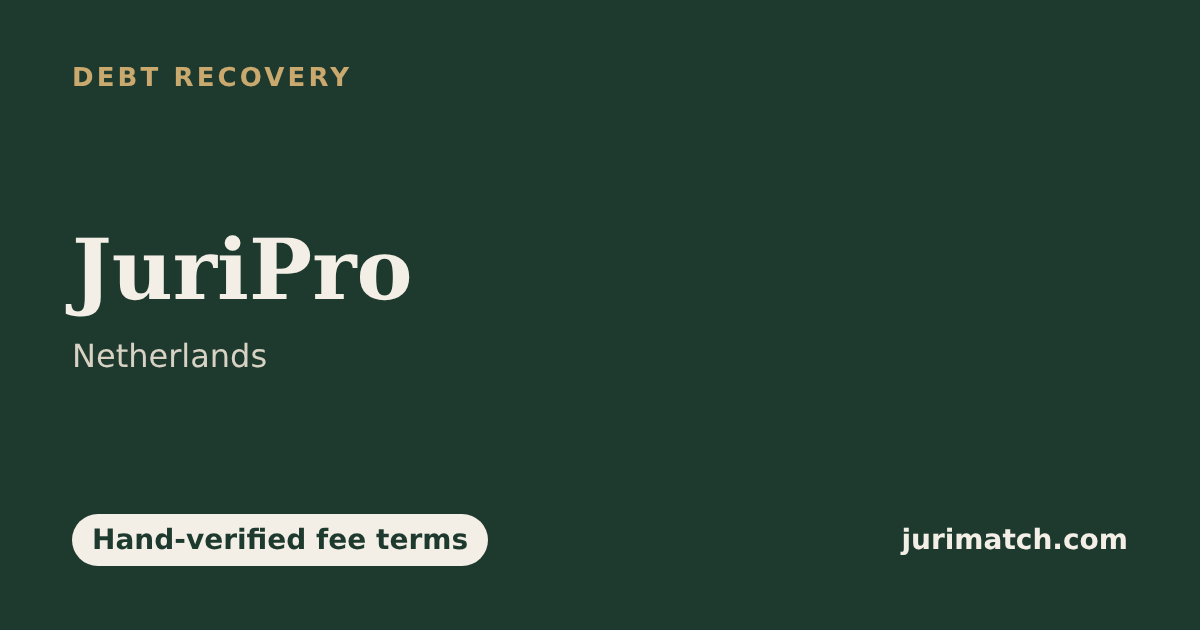 DEBT RECOVERY
JuriPro
Netherlands
Hand-verified fee terms
jurimatch.com